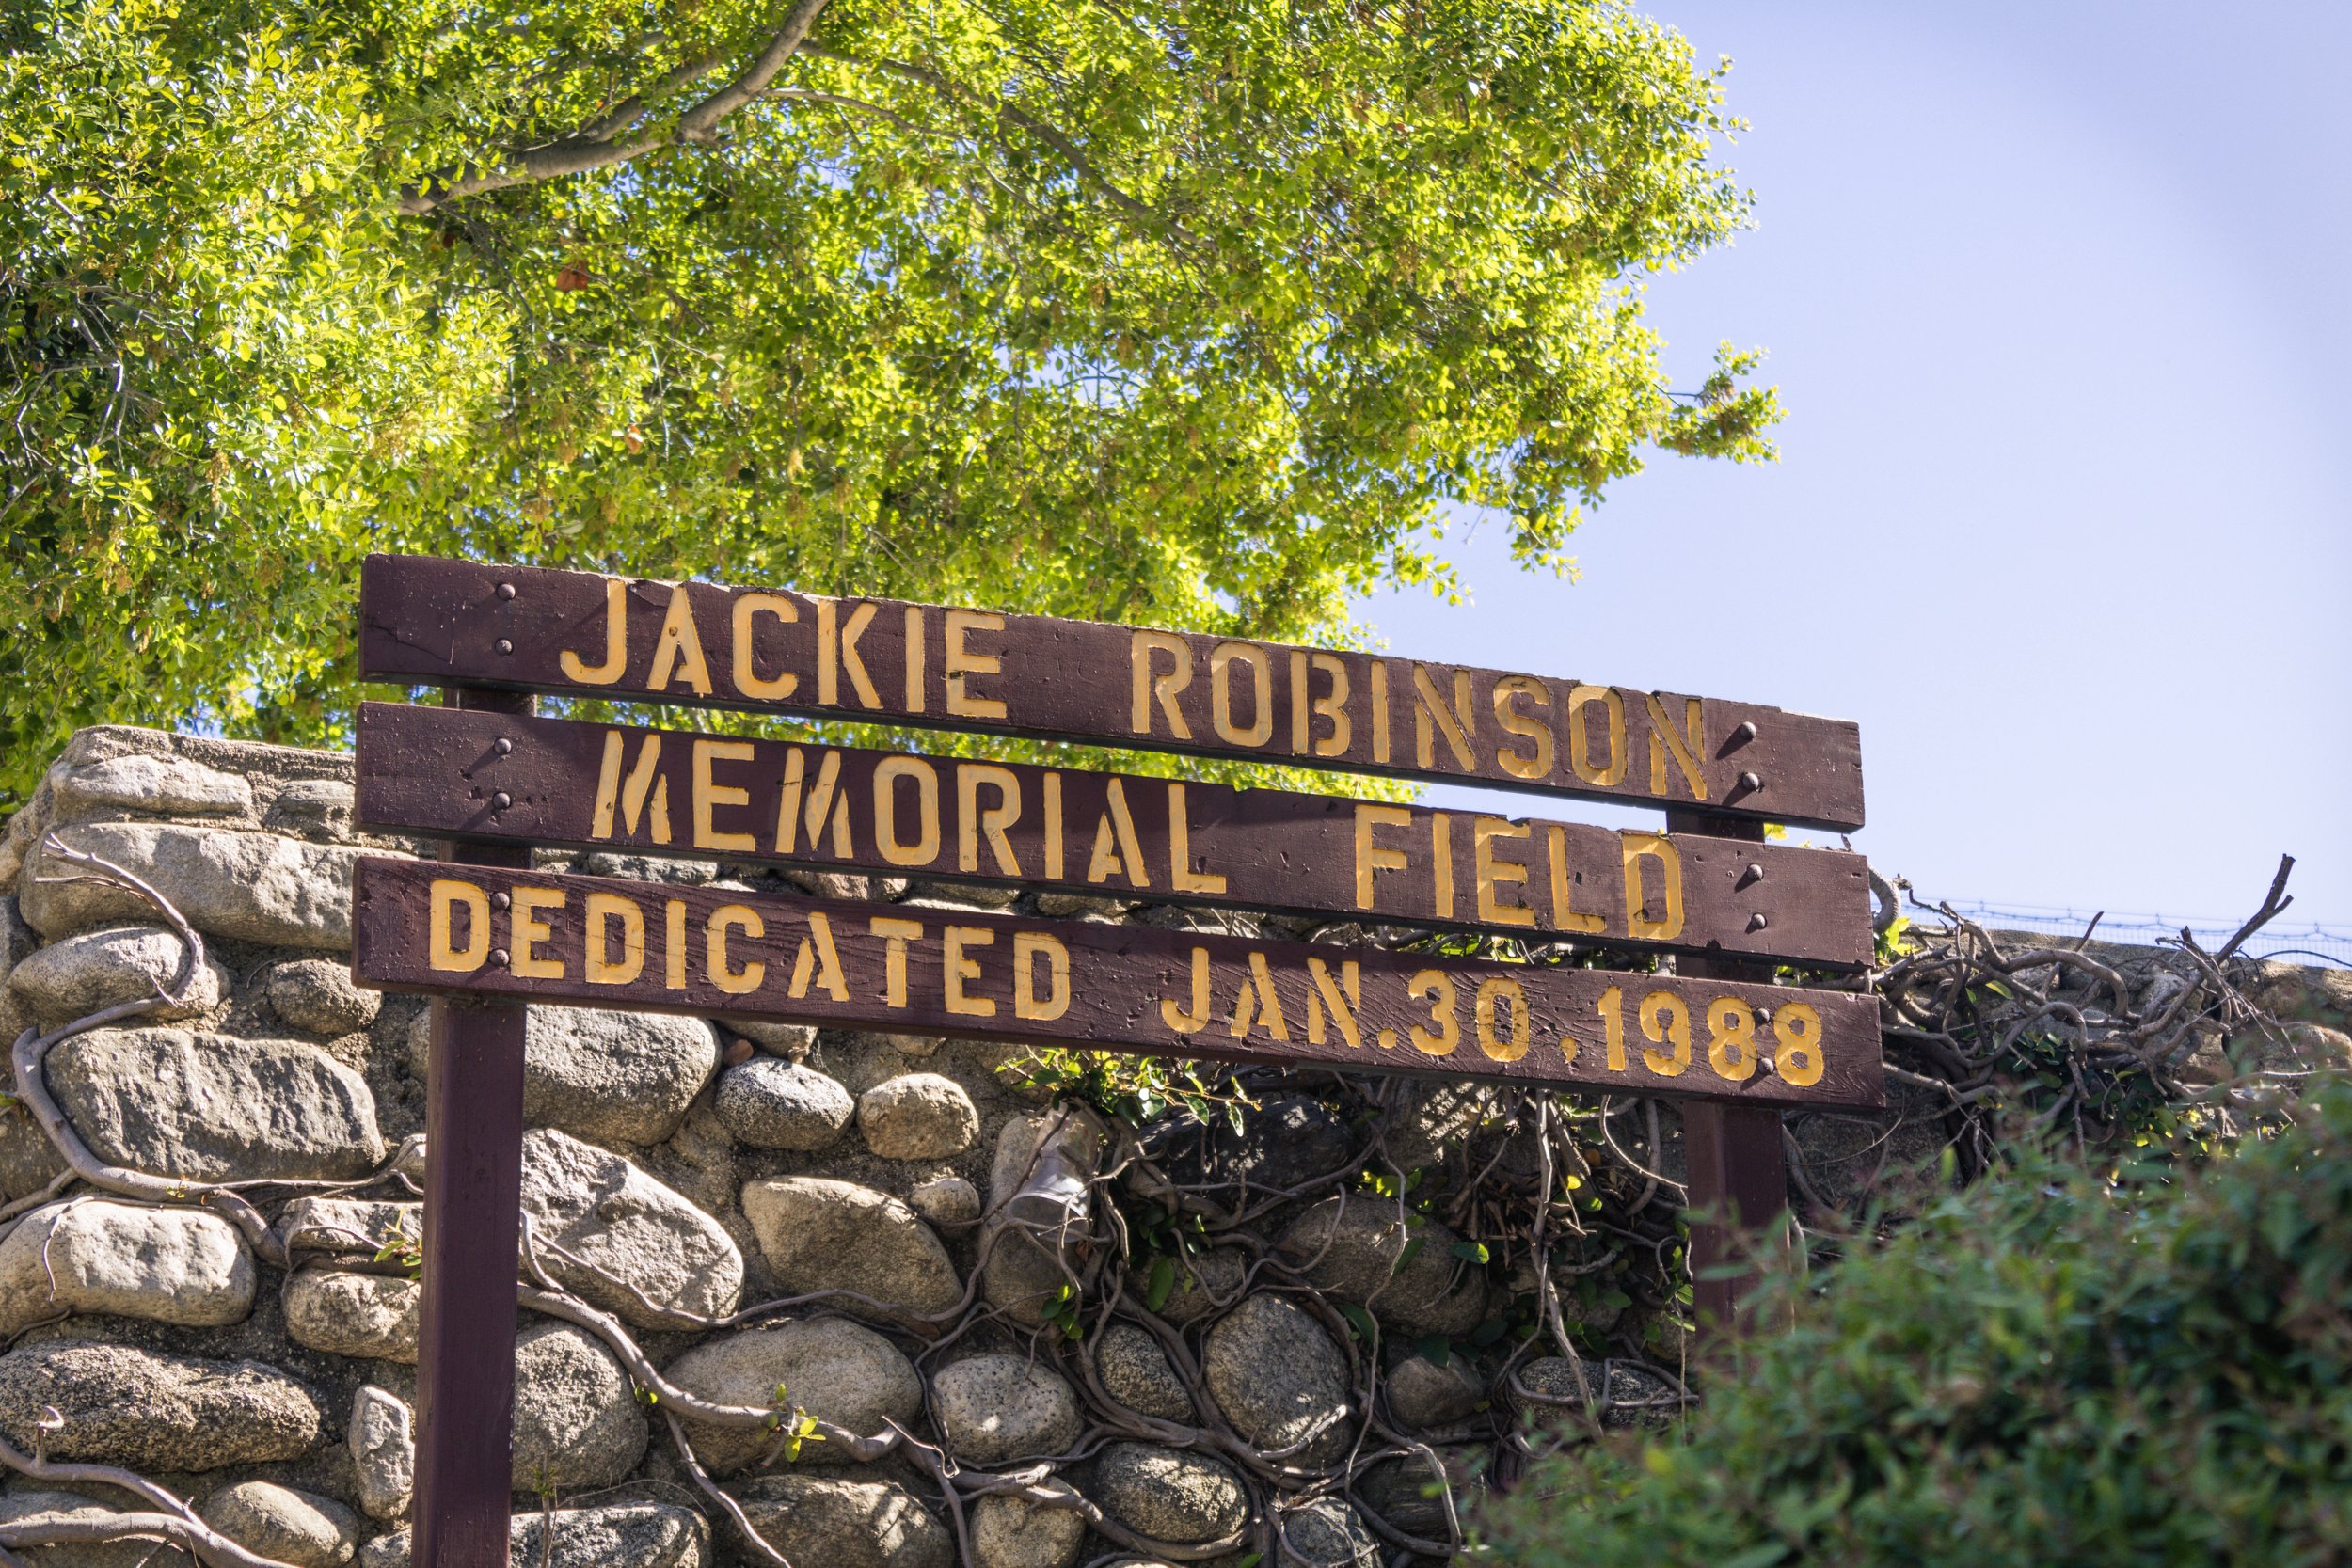 JACKIE ROBINSON
MEMORIAL FIELD
DEDICATED JAN.30,1988